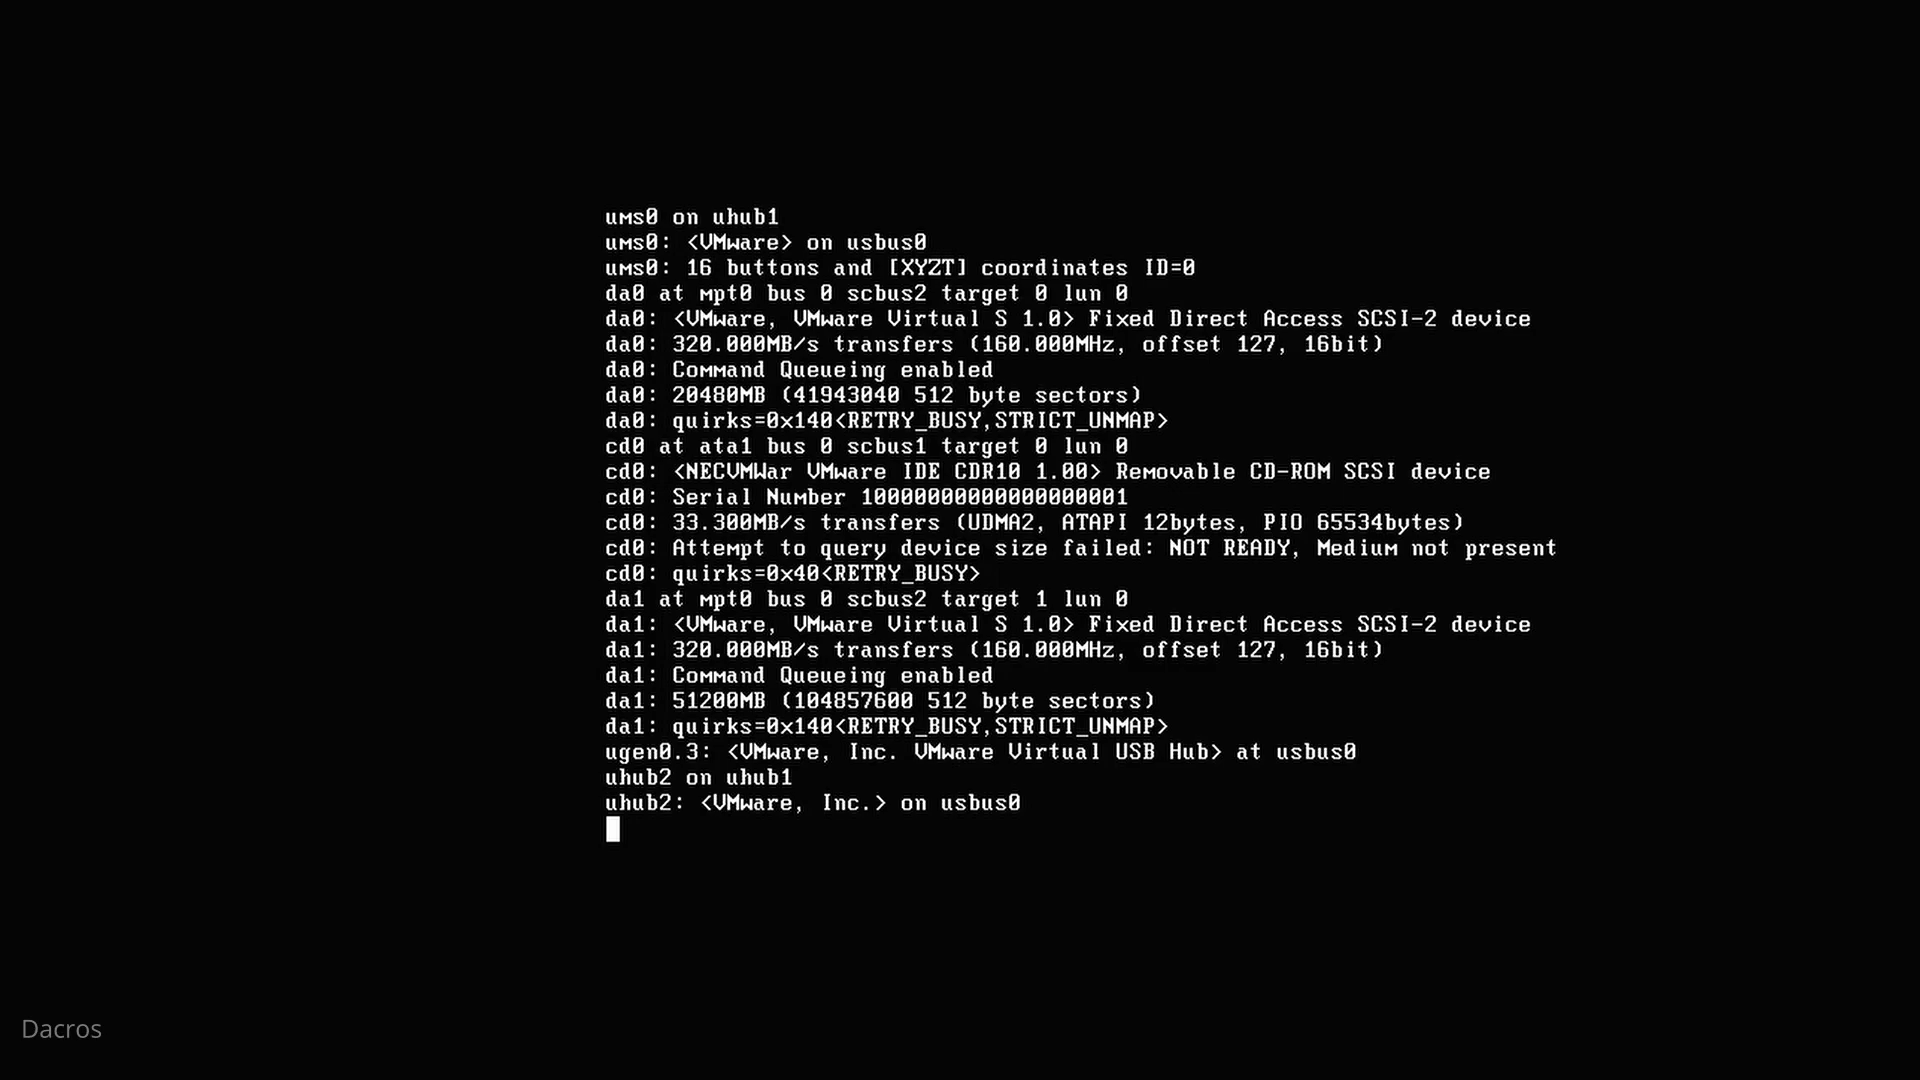 ums0 on uhub1
ums0: <VMware> on usbus0
ums0: 16 buttons and [XYZT] coordinates ID=0
da0 at mpt0 bus 0 scbus2 target 0 lun 0
da0: <VMware, VMware Virtual S 1.0> Fixed Direct Access SCSI-2 device
da0: 320.000MB/s transfers (160.000MHz, offset 127, 16bit)
da0: Command Queueing enabled
da0: 20480MB (41943040 512 byte sectors)
da0: quirks=0x140<RETRY_BUSY,STRICT_UNMAP>
cd0 at ata1 bus 0 scbus1 target 0 lun 0
cd0: <NECVMWar VMware IDE CDR10 1.00> Removable CD-ROM SCSI device
cd0: Serial Number 10000000000000000001
cd0: 33.300MB/s transfers (UDMA2, ATAPI 12bytes, PIO 65534bytes)
cd0: Attempt to query device size failed: NOT READY, Medium not present
cd0: quirks=0x40<RETRY_BUSY>
da1 at mpt0 bus 0 scbus2 target 1 lun 0
da1: <VMware, VMware Virtual S 1.0> Fixed Direct Access SCSI-2 device
da1: 320.000MB/s transfers (160.000MHz, offset 127, 16bit)
da1: Command Queueing enabled
da1: 51200MB (104857600 512 byte sectors)
da1: quirks=0x140<RETRY_BUSY,STRICT_UNMAP>
ugen0.3: <VMware, Inc. VMware Virtual USB Hub> at usbus0
uhub2 on uhub1
uhub2: <VMware, Inc.> on usbus0
Dacros